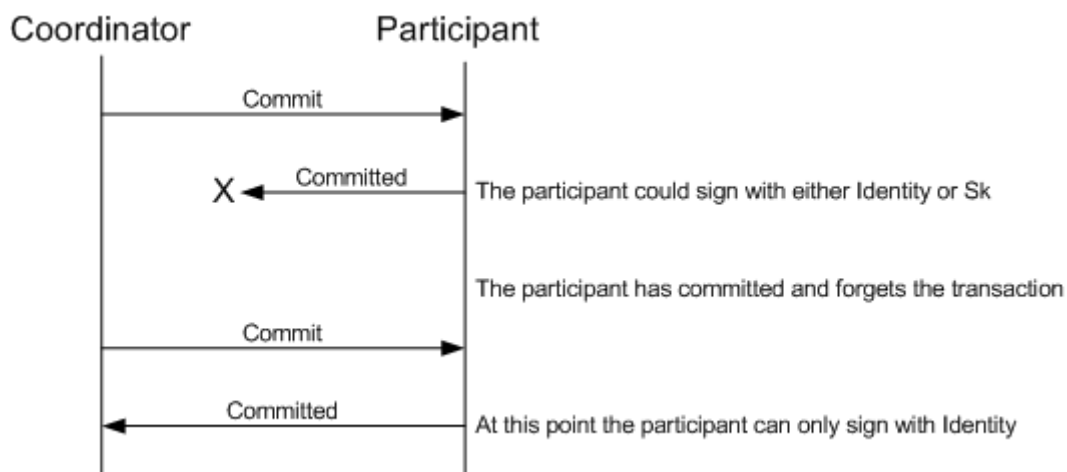 Coordinator Participant
Commit
X Committed The participant could sign with either Identity or Sk
The participant has committed and forgets the transaction
Commit
Committed At this point the participant can only sign with Identity